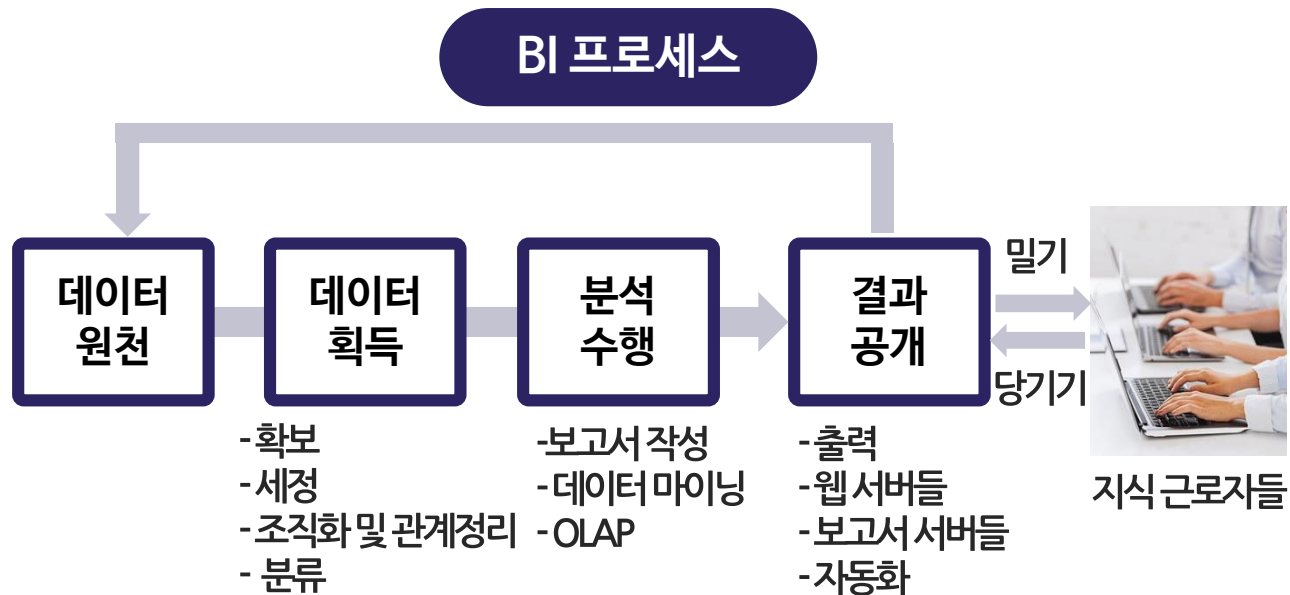 BI 프로세스
데이터
원천
데이터
획득
- 확보
- 세정
- 조직화 및 관계정리
- 분류
분석
수행
-보고서 작성
- 데이터 마이닝
- OLAP
결과
공개
- 출력
- 웹 서버들
- 보고서 서버들
- 자동화
밀기
당기기
지식 근로자들